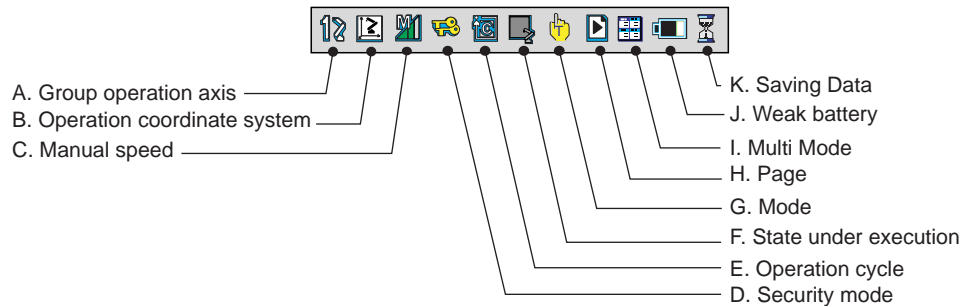 A. Group operation axis
B. Operation coordinate system
C. Manual speed
K. Saving Data
J. Weak battery
I. Multi Mode
H. Page
G. Mode
F. State under execution
E. Operation cycle
D. Security mode